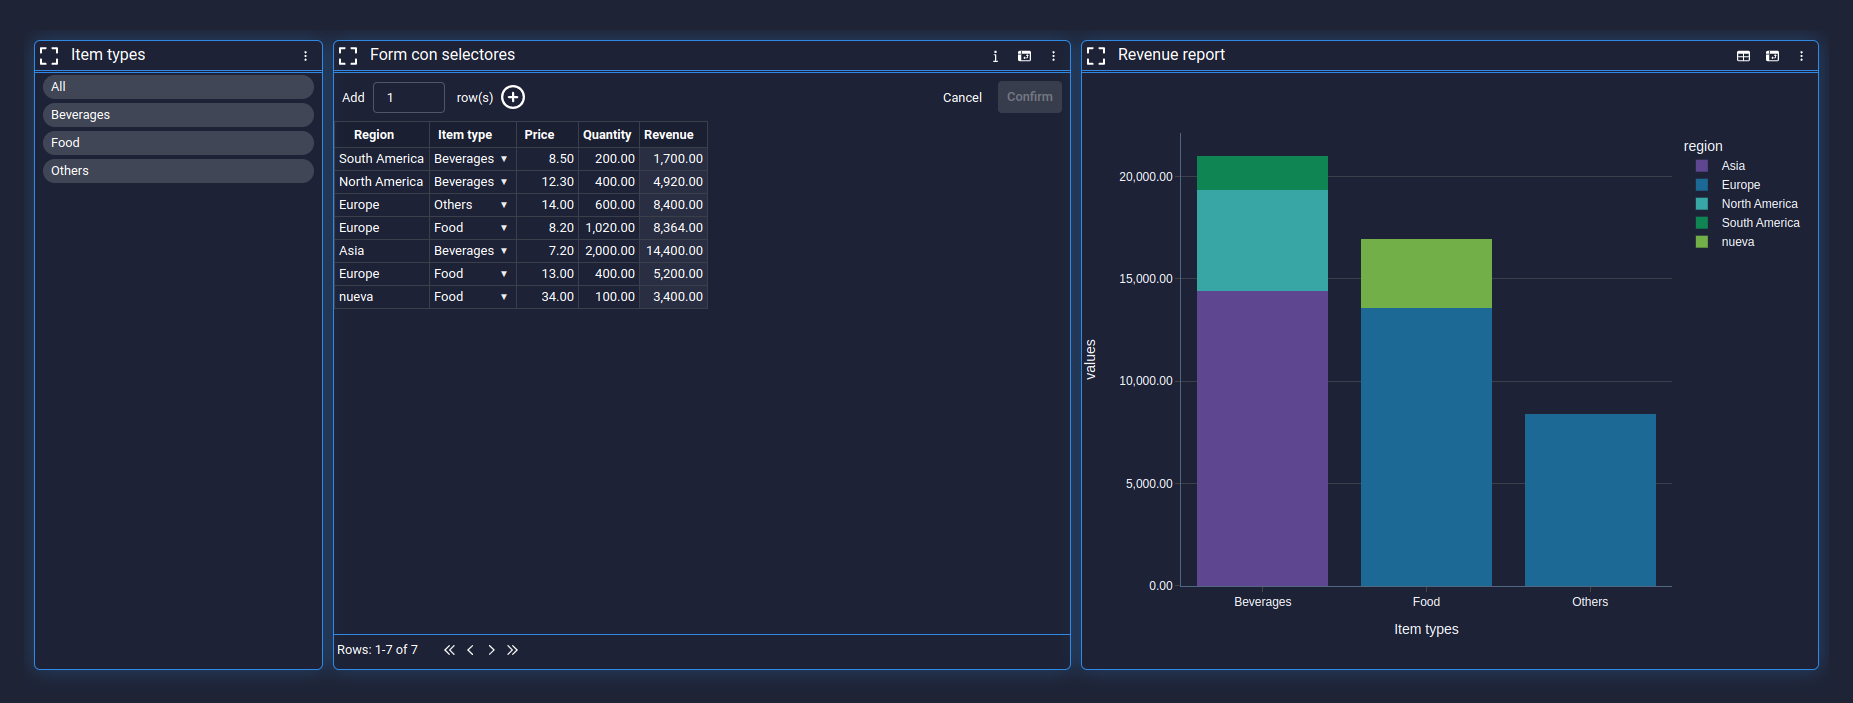 Item types
All
Beverages
Food
Others
Form con selectores
Add 1 row(s)
Cancel Confirm
Region Item type Price Quantity Revenue
South America Beverages 8.50 200.00 1,700.00
North America Beverages 12.30 400.00 4,920.00
Europe Others 14.00 600.00 8,400.00
Europe Food 8.20 1,020.00 8,364.00
Asia Beverages 7.20 2,000.00 14,400.00
Europe Food 13.00 400.00 5,200.00
nueva Food 34.00 100.00 3,400.00
Rows: 1-7 of 7
Revenue report
region
Asia
Europe
North America
South America
nueva
values
20,000.00
15,000.00
10,000.00
5,000.00
0.00
Beverages Food Others
Item types